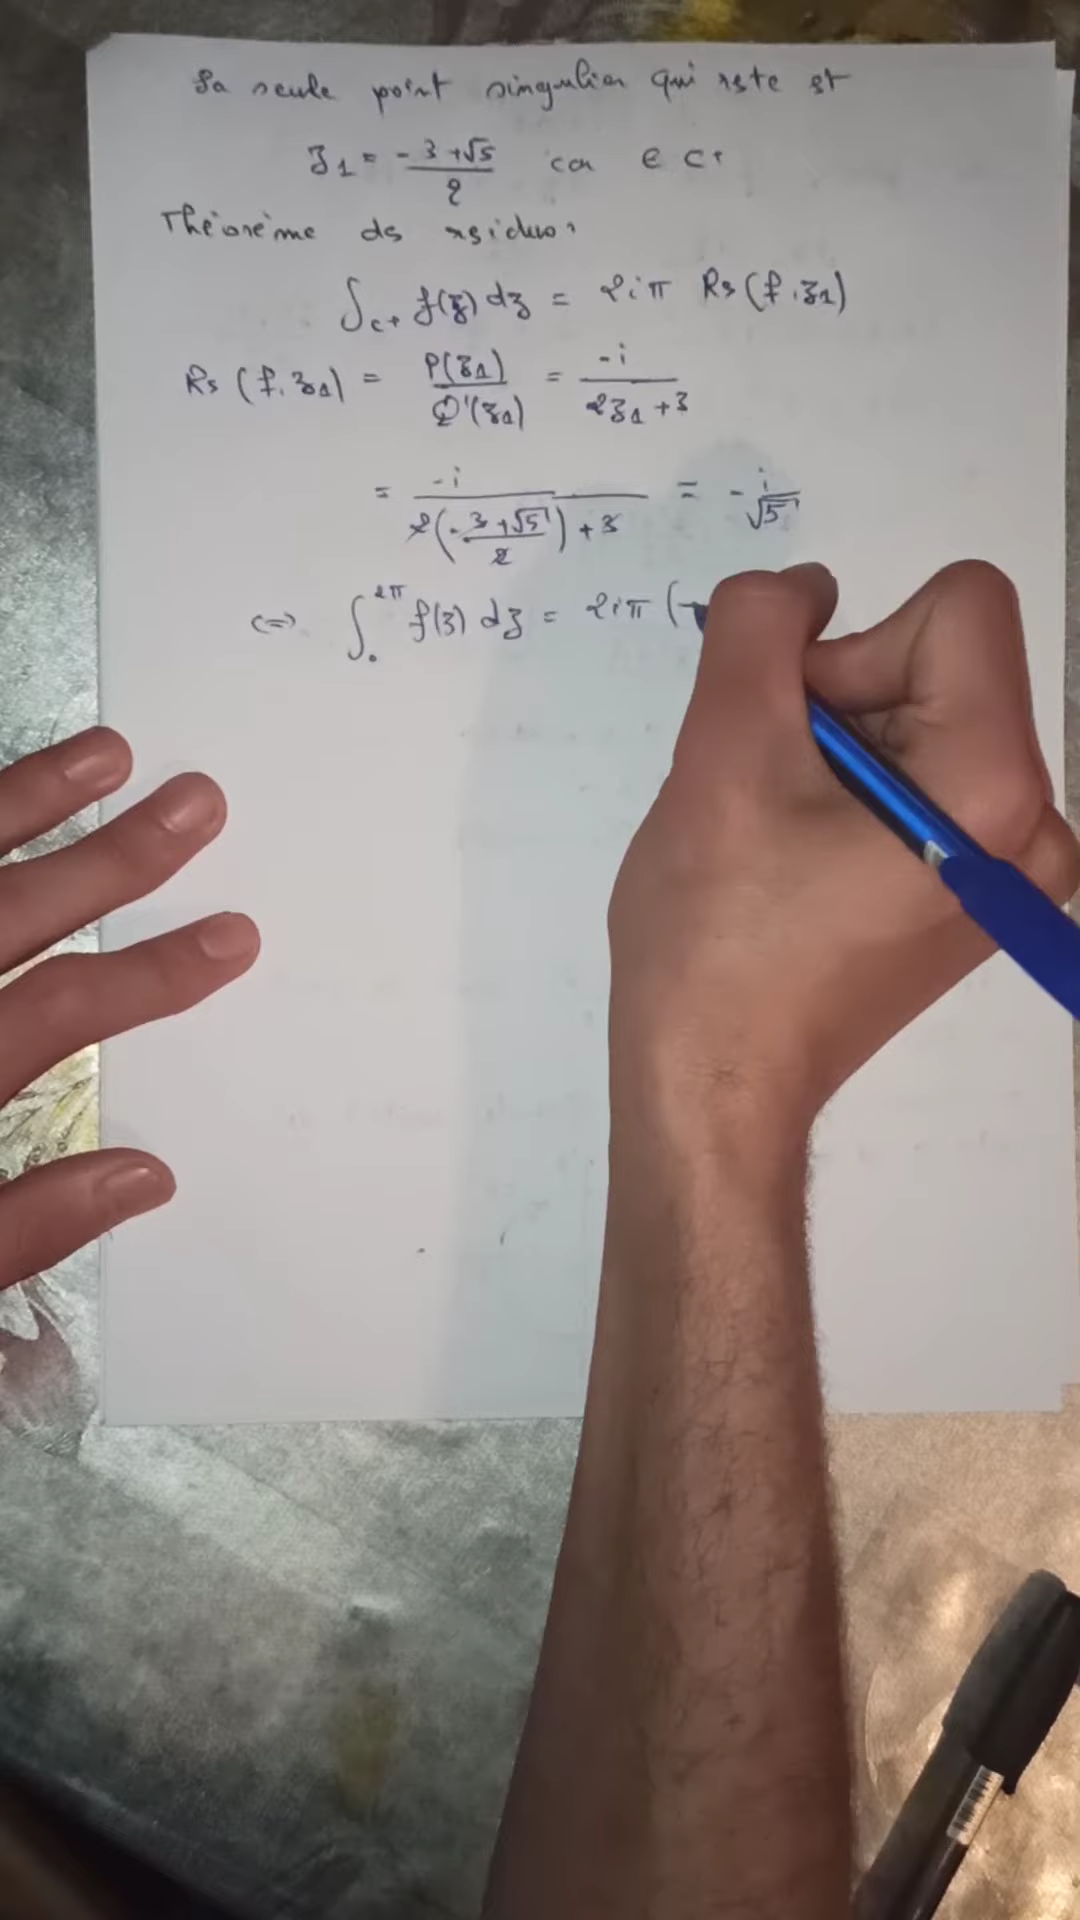 La seule point singulier qui reste est
z₁ = -3+√5/2 car ∈ C+
Théorème des résidus
∫c+ f(z) dz = 2iπ Rs(f.z₁)
Rs (f.z₁) = P(z₁)/Q'(z₁) = -i/2z₁+3
= -i/2(-3+√5/2)+3 = -i/√5
<=> ∫₀^2π f(z) dz = 2iπ (-